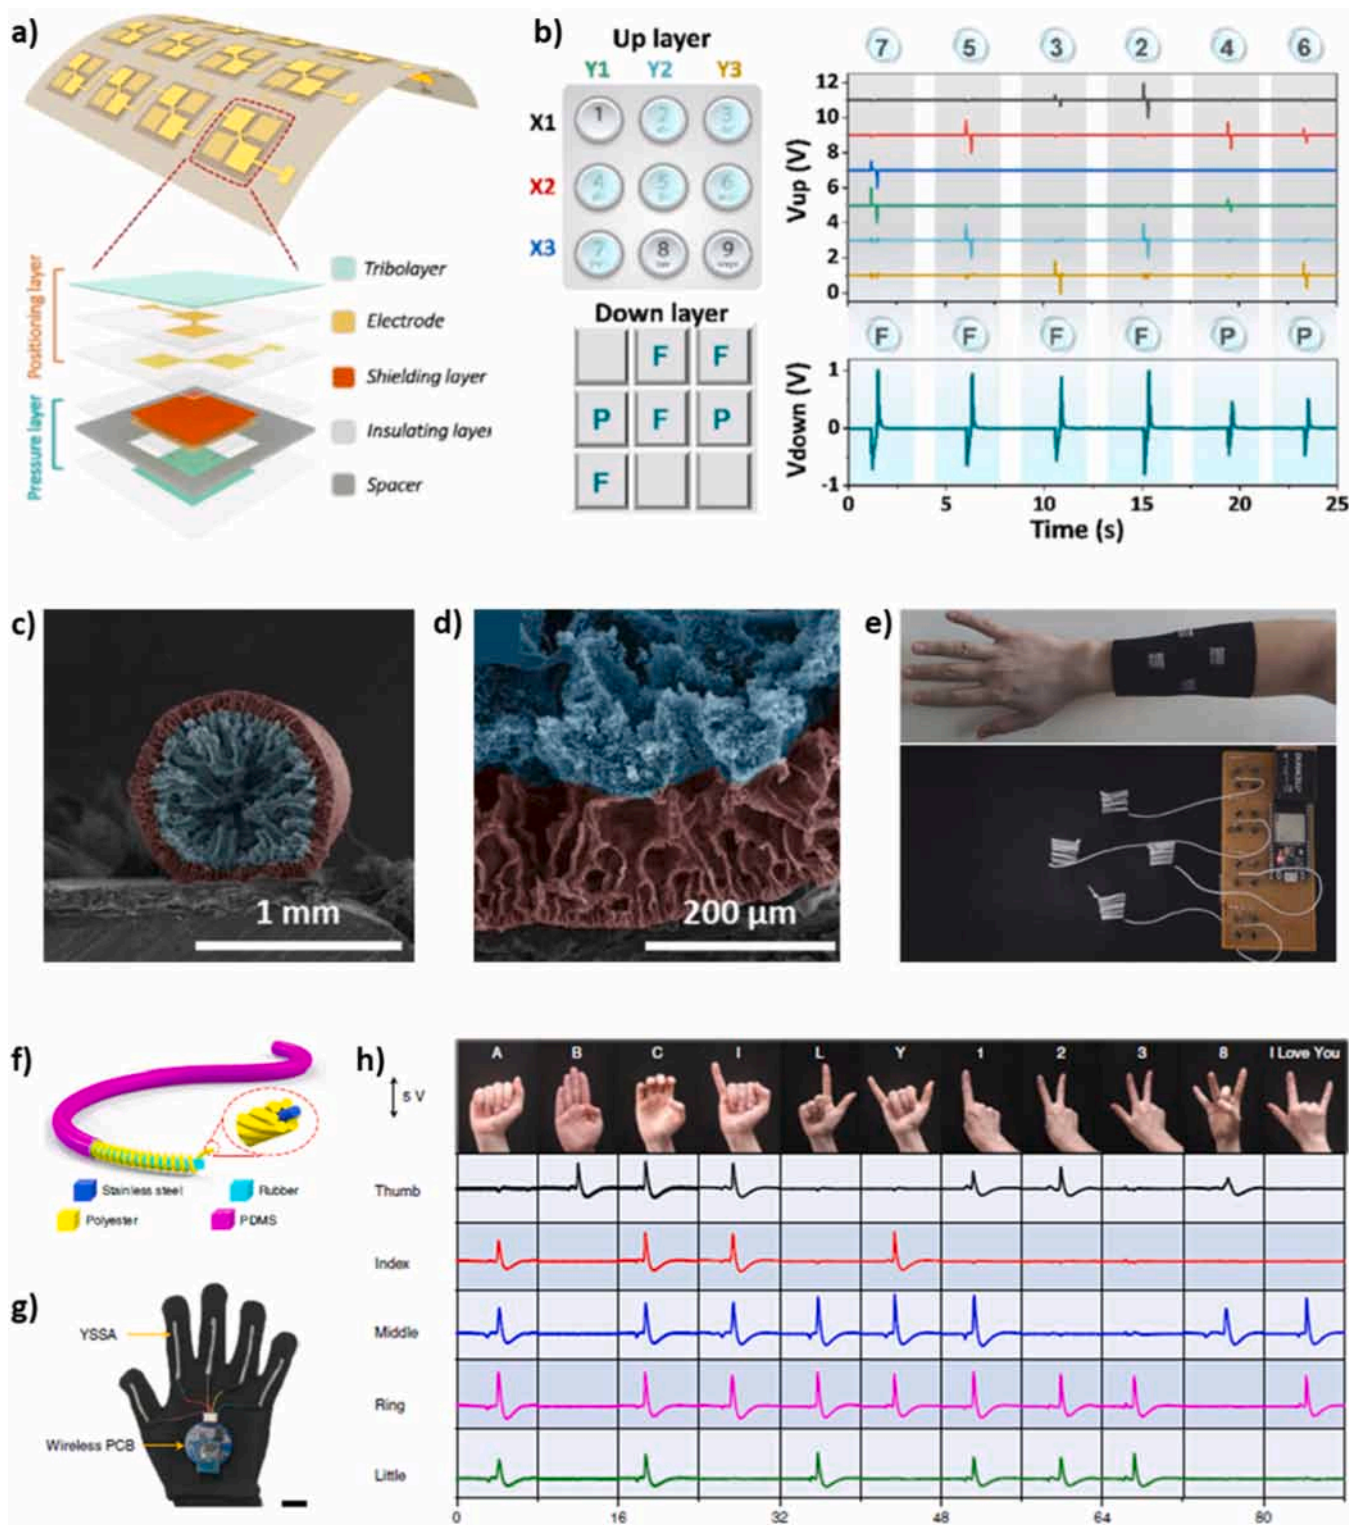 a)
Positioning layer
Pressure layer
Tribolayer
Electrode
Shielding layer
Insulating layer
Spacer
b)
Up layer
Y1 Y2 Y3
X1 1 2 3
X2 4 5 6
X3 7 8 9
Down layer
F F
P F P
F
7 5 3 2 4 6
Vup (V)
12
10
8
6
4
2
0
F F F F P P
Vdown (V)
1
0
-1
0 5 10 15 20 25
Time (s)
c)
1 mm
d)
200 µm
e)
f)
Stainless steel
Rubber
Polyester
PDMS
g)
YSSA
Wireless PCB
h)
5 V
A B C I L Y 1 2 3 8 I Love You
Thumb
Index
Middle
Ring
Little
0 16 32 48 64 80